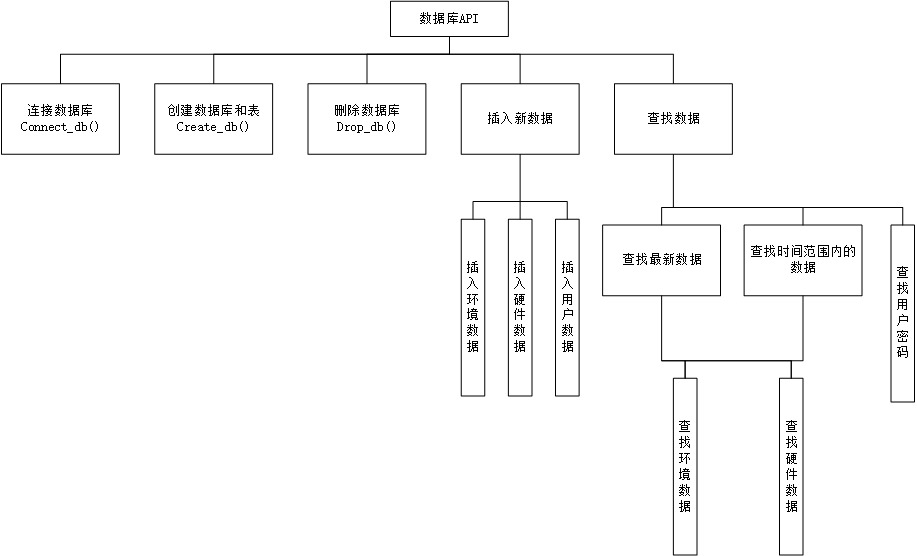 数据库API
连接数据库
Connect_db()
创建数据库和表
Create_db()
删除数据库
Drop_db()
插入新数据
查找数据
插入环境数据
插入硬件数据
插入用户数据
查找最新数据
查找时间范围内的
数据
查找用户密码
查找环境数据
查找硬件数据